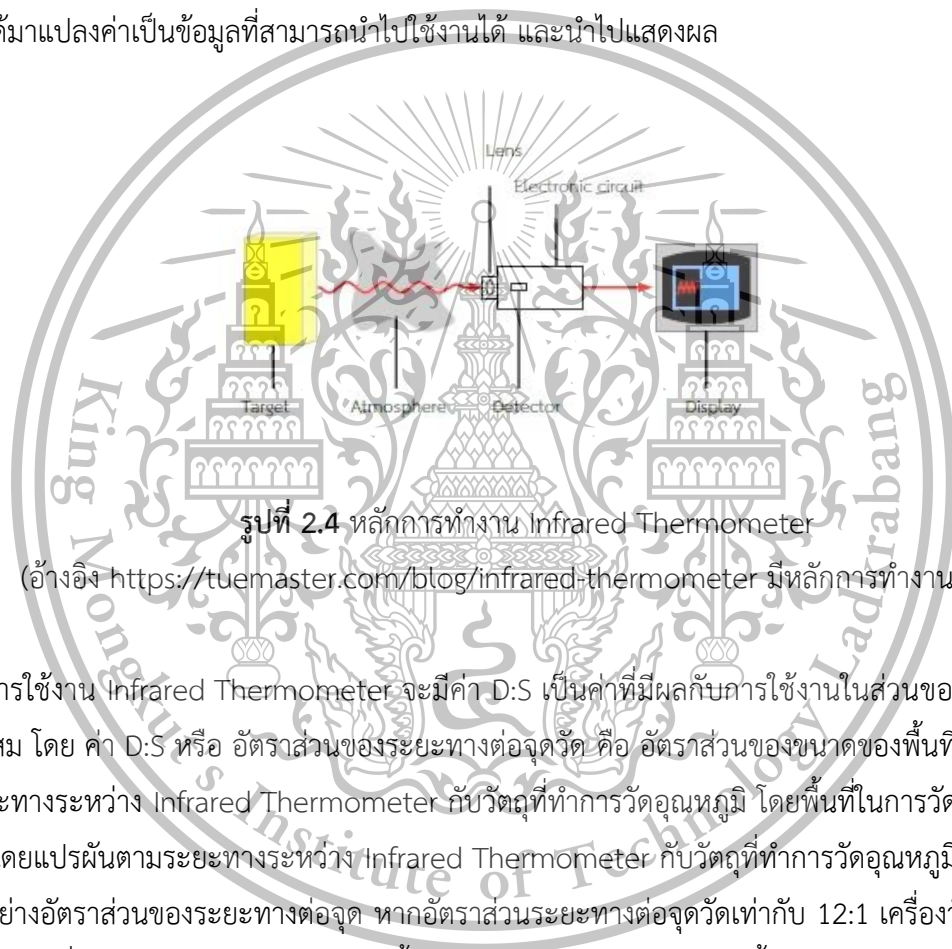 ด้มาแปลงค่าเป็นข้อมูลที่สามารถนำไปใช้งานได้ และนำไปแสดงผล
Lens
Electronic circuit
Target Atmosphere Detector Display
รูปที่ 2.4 หลักการทำงาน Infrared Thermometer
(อ้างอิง https://tuemaster.com/blog/infrared-thermometer มีหลักการทำงาน
การใช้งาน Infrared Thermometer จะมีค่า D:S เป็นค่าที่มีผลกับการใช้งานในส่วนของ
สม โดย ค่า D:S หรือ อัตราส่วนของระยะทางต่อจุดวัด คือ อัตราส่วนของขนาดของพื้นที่
ะทางระหว่าง Infrared Thermometer กับวัตถุที่ทำการวัดอุณหภูมิ โดยพื้นที่ในการวัด
ดยแปรผันตามระยะทางระหว่าง Infrared Thermometer กับวัตถุที่ทำการวัดอุณหภูมิ
ย่างอัตราส่วนของระยะทางต่อจุด หากอัตราส่วนระยะทางต่อจุดวัดเท่ากับ 12:1 เครื่อง
King Mongkut's Institute of Technology Ladkrabang